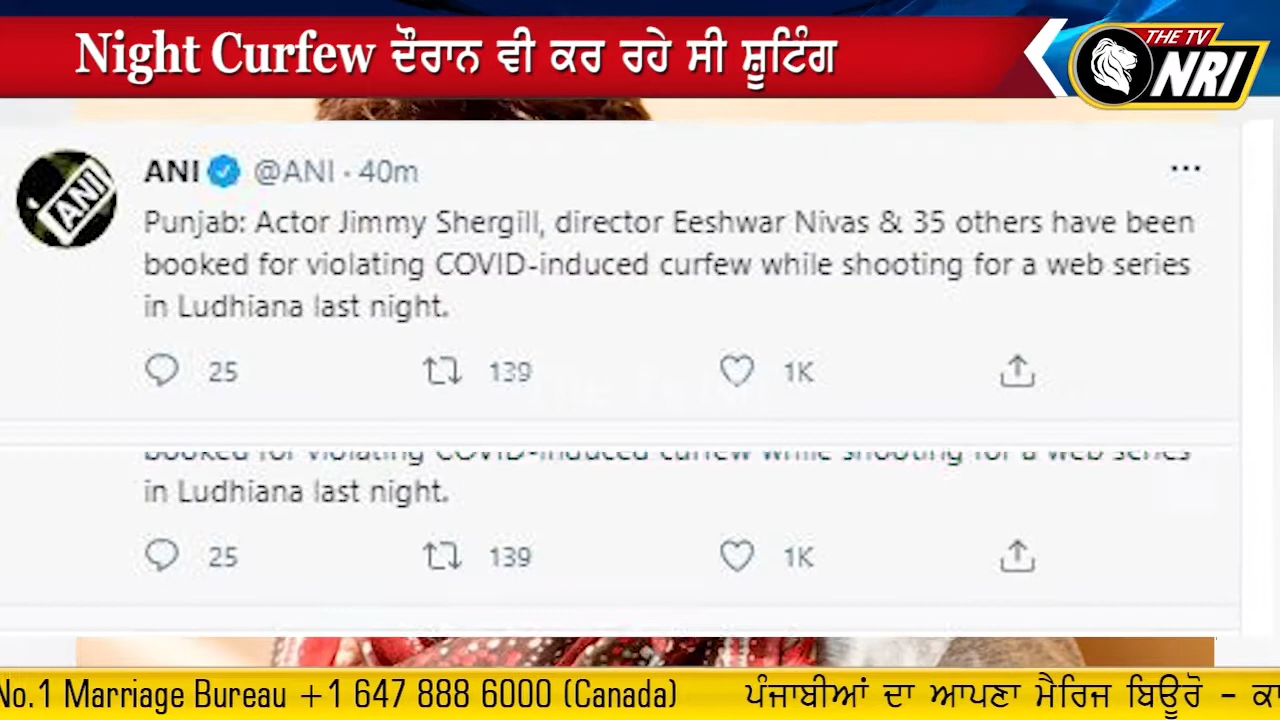 Night Curfew ਦੌਰਾਨ ਵੀ ਕਰ ਰਹੇ ਸੀ ਸ਼ੂਟਿੰਗ
THE TV
NRI
ANI @ANI · 40m
ANI
Punjab: Actor Jimmy Shergill, director Eeshwar Nivas & 35 others have been
booked for violating COVID-induced curfew while shooting for a web series
in Ludhiana last night.
25 139 1K
booked for violating COVID-induced curfew while shooting for a web series
in Ludhiana last night.
25 139 1K
No.1 Marriage Bureau +1 647 888 6000 (Canada) ਪੰਜਾਬੀਆਂ ਦਾ ਆਪਣਾ ਮੈਰਿਜ ਬਿਊਰੋ -